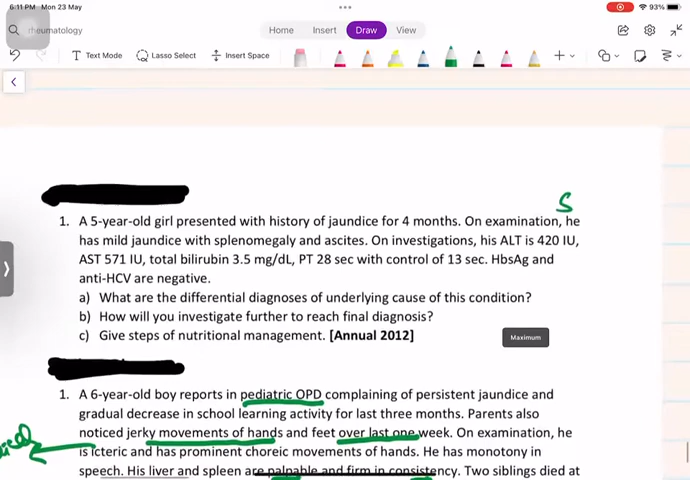 6:11 PM Mon 23 May
93%
rheumatology
Home Insert Draw View
Text Mode Lasso Select Insert Space
S
1. A 5-year-old girl presented with history of jaundice for 4 months. On examination, he
has mild jaundice with splenomegaly and ascites. On investigations, his ALT is 420 IU,
AST 571 IU, total bilirubin 3.5 mg/dL, PT 28 sec with control of 13 sec. HbsAg and
anti-HCV are negative.
a) What are the differential diagnoses of underlying cause of this condition?
b) How will you investigate further to reach final diagnosis?
c) Give steps of nutritional management. [Annual 2012]
Maximum
1. A 6-year-old boy reports in pediatric OPD complaining of persistent jaundice and
gradual decrease in school learning activity for last three months. Parents also
noticed jerky movements of hands and feet over last one week. On examination, he
is icteric and has prominent choreic movements of hands. He has monotony in
speech. His liver and spleen are palpable and firm in consistency. Two siblings died at